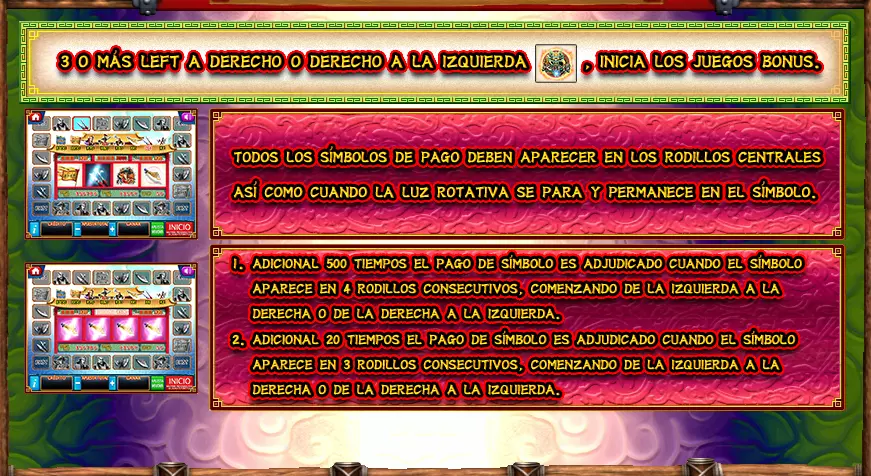 3 O MÁS LEFT A DERECHO O DERECHO A LA IZQUIERDA , INICIA LOS JUEGOS BONUS.
TODOS LOS SÍMBOLOS DE PAGO DEBEN APARECER EN LOS RODILLOS CENTRALES
ASÍ COMO CUANDO LA LUZ ROTATIVA SE PARA Y PERMANECE EN EL SÍMBOLO.
INICIO
1. ADICIONAL 500 TIEMPOS EL PAGO DE SÍMBOLO ES ADJUDICADO CUANDO EL SÍMBOLO
APARECE EN 4 RODILLOS CONSECUTIVOS, COMENZANDO DE LA IZQUIERDA A LA
DERECHA O DE LA DERECHA A LA IZQUIERDA.
2. ADICIONAL 20 TIEMPOS EL PAGO DE SÍMBOLO ES ADJUDICADO CUANDO EL SÍMBOLO
APARECE EN 3 RODILLOS CONSECUTIVOS, COMENZANDO DE LA IZQUIERDA A LA
DERECHA O DE LA DERECHA A LA IZQUIERDA.
INICIO